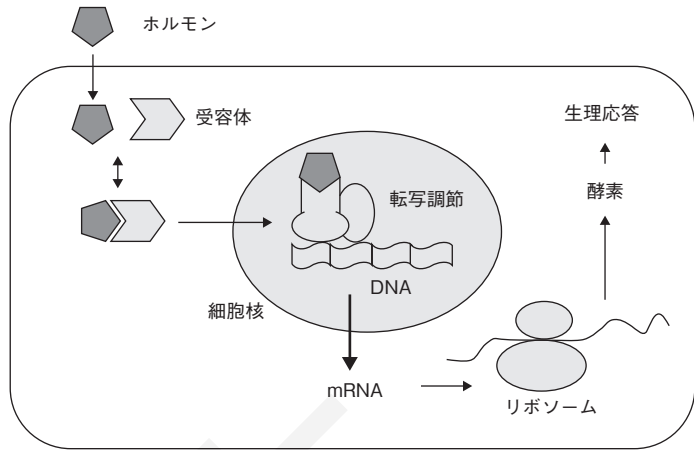 ホルモン
受容体
生理応答
酵素
転写調節
DNA
細胞核
mRNA
リボソーム